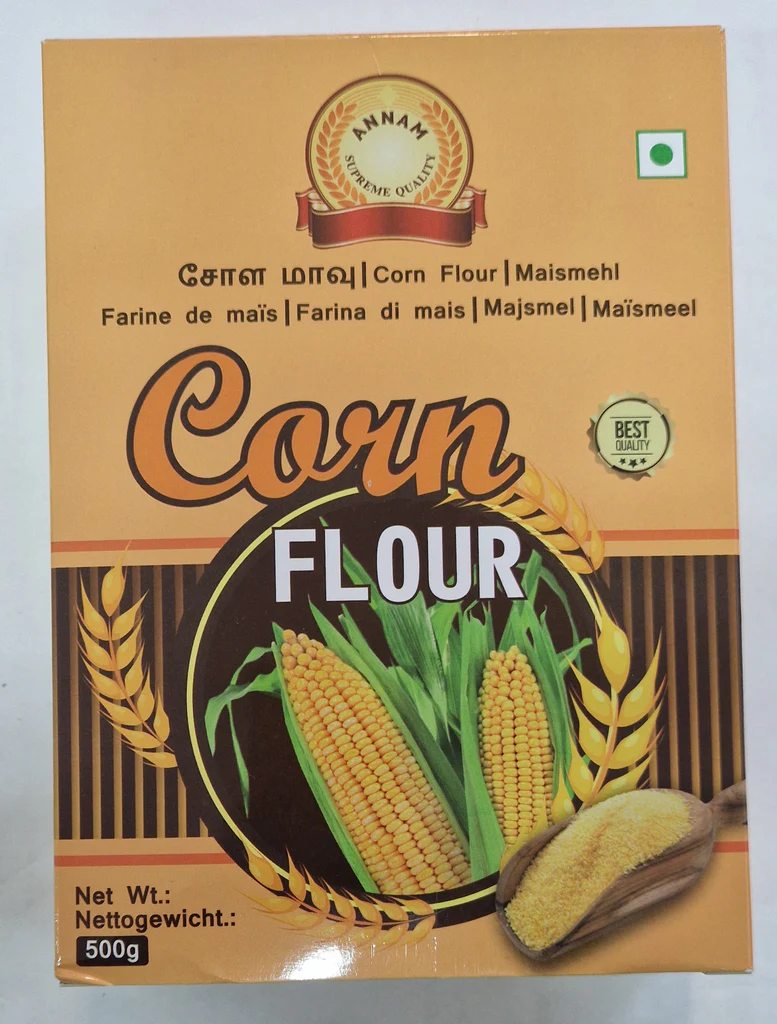 ANNAM
SUPREME QUALITY
சோள மாவு|Corn Flour|Maismehl
Farine de maïs|Farina di mais|Majsmel|Maïsmeel
Corn
BEST
QUALITY
FLOUR
Net Wt.:
Nettogewicht.:
500g